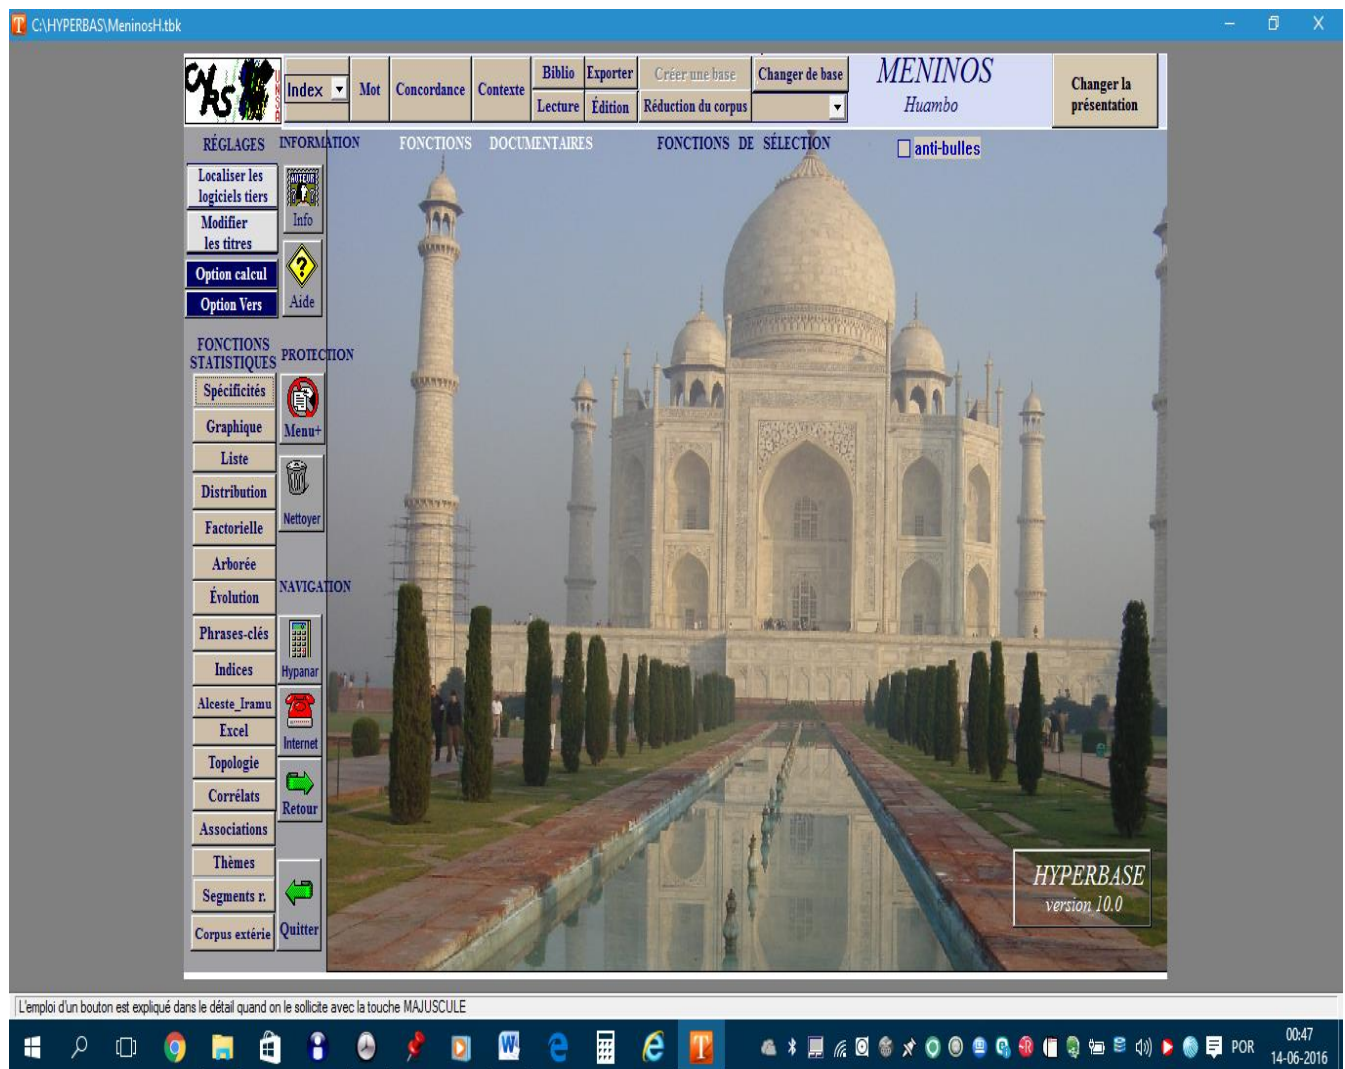 C:\HYPERBAS\MeninosH.tbk
CNRS
Index
Mot
Concordance
Contexte
Biblio
Exporter
Créer une base
Changer de base
Lecture
Édition
Réduction du corpus
MENINOS
Huambo
Changer la
présentation
RÉGLAGES
INFORMATION
FONCTIONS DOCUMENTAIRES
FONCTIONS DE SÉLECTION
anti-bulles
Localiser les
logiciels tiers
Modifier
les titres
Option calcul
Option Vers
AUTEUR
Info
Aide
FONCTIONS
STATISTIQUES
PROTECTION
Spécificités
Graphique
Liste
Distribution
Factorielle
Arborée
Évolution
Phrases-clés
Indices
Alceste_Iramu
Excel
Topologie
Corrélats
Associations
Thèmes
Segments r.
Corpus extérie
Menu+
Nettoyer
NAVIGATION
Hypanar
Internet
Retour
Quitter
HYPERBASE
version 10.0
L'emploi d'un bouton est expliqué dans le détail quand on le sollicite avec la touche MAJUSCULE
POR
00:47
14-06-2016